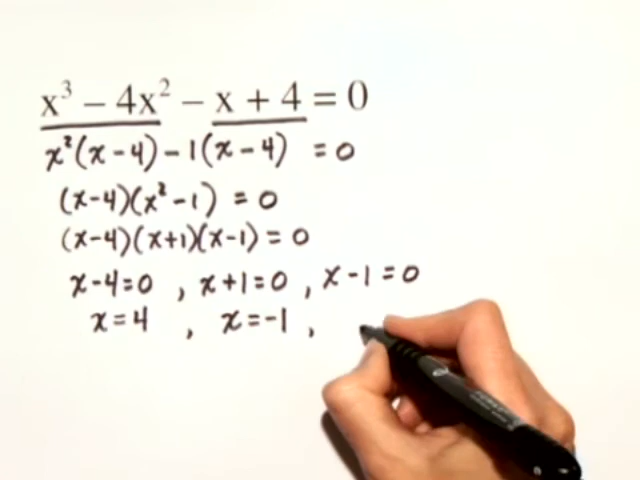 x³ − 4x² − x + 4 = 0
x²(x − 4) − 1(x − 4) = 0
(x − 4)(x² − 1) = 0
(x − 4)(x + 1)(x − 1) = 0
x − 4 = 0 , x + 1 = 0 , x − 1 = 0
x = 4 , x = −1 ,